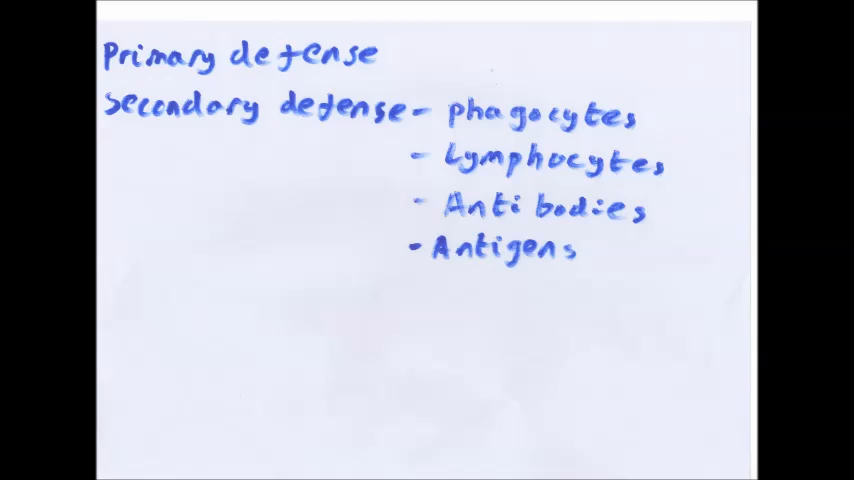 Primary defense
Secondary defense - phagocytes
- Lymphocytes
- Antibodies
- Antigens